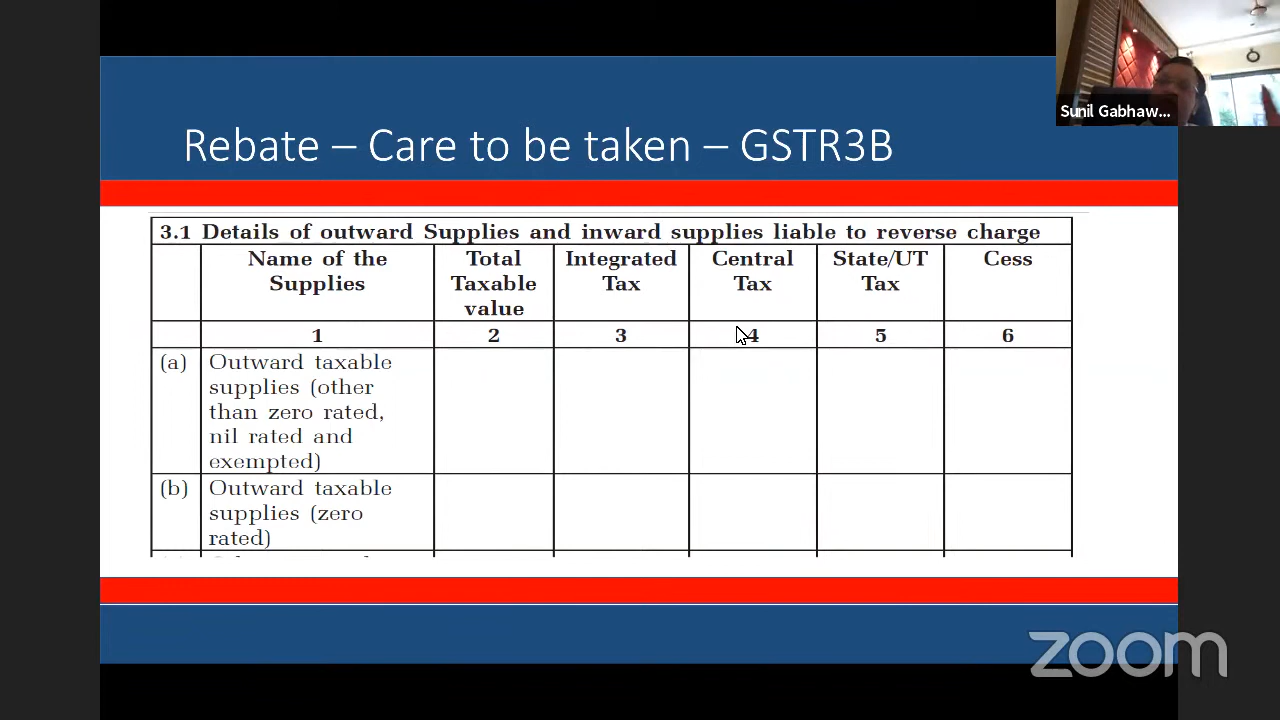 Sunil Gabhaw...
Rebate – Care to be taken – GSTR3B
3.1 Details of outward Supplies and inward supplies liable to reverse charge
Name of the Supplies
Total Taxable value
Integrated Tax
Central Tax
State/UT Tax
Cess
1 2 3 4 5 6
(a) Outward taxable
supplies (other
than zero rated,
nil rated and
exempted)
(b) Outward taxable
supplies (zero
rated)
zoom